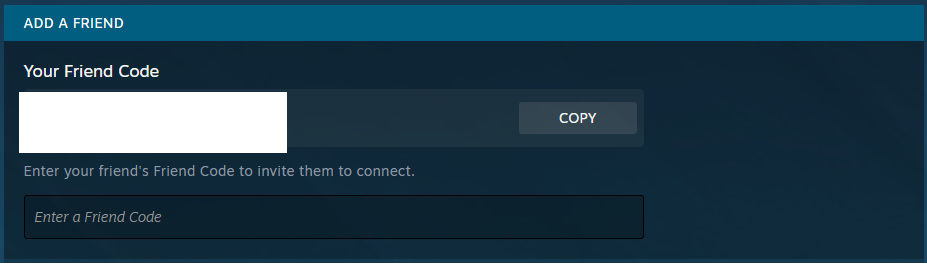 ADD A FRIEND
Your Friend Code
COPY
Enter your friend's Friend Code to invite them to connect.
Enter a Friend Code